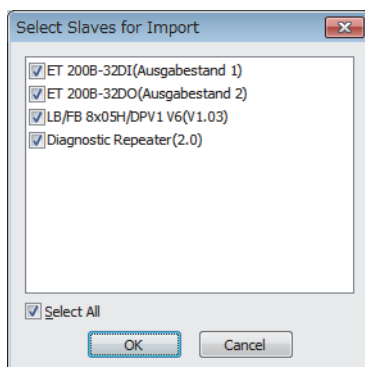 Select Slaves for Import
ET 200B-32DI(Ausgabestand 1)
ET 200B-32DO(Ausgabestand 2)
LB/FB 8x05H/DPV1 V6(V1.03)
Diagnostic Repeater(2.0)
Select All
OK Cancel